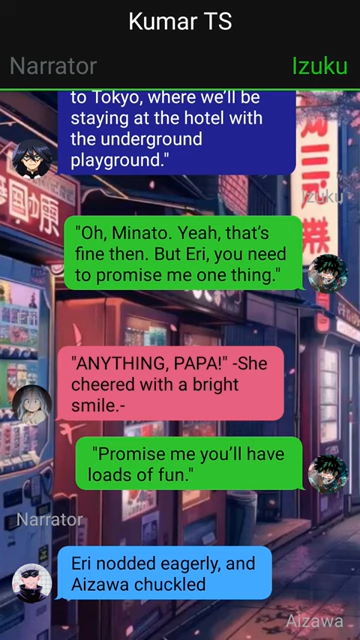 Kumar TS
Narrator
Izuku
to Tokyo, where we'll be
staying at the hotel with
the underground
playground."
Izuku
"Oh, Minato. Yeah, that's
fine then. But Eri, you need
to promise me one thing."
"ANYTHING, PAPA!" -She
cheered with a bright
smile.-
"Promise me you'll have
loads of fun."
Narrator
Eri nodded eagerly, and
Aizawa chuckled
Aizawa